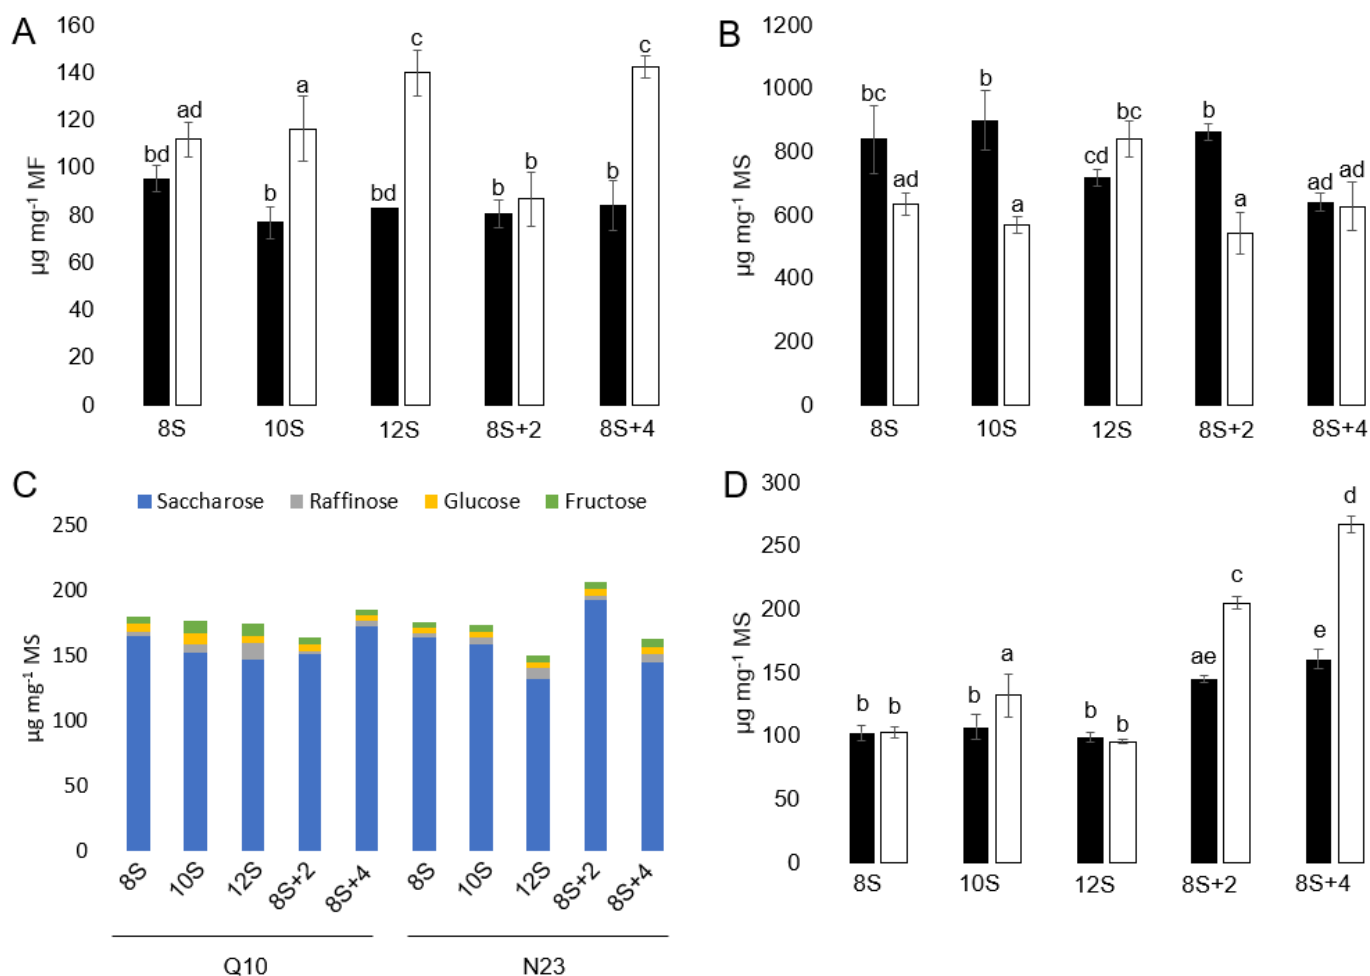 A
160
140
120
100
80
60
40
20
0
µg mg⁻¹ MF
bd
ad
b
a
bd
c
b
b
b
c
8S
10S
12S
8S+2
8S+4
B
1200
1000
800
600
400
200
0
µg mg⁻¹ MS
bc
ad
b
a
cd
bc
b
a
ad
ad
8S
10S
12S
8S+2
8S+4
C
Saccharose
Raffinose
Glucose
Fructose
250
200
150
100
50
0
µg mg⁻¹ MS
8S
10S
12S
8S+2
8S+4
8S
10S
12S
8S+2
8S+4
Q10
N23
D
300
250
200
150
100
50
0
µg mg⁻¹ MS
b
b
b
a
b
b
ae
c
e
d
8S
10S
12S
8S+2
8S+4